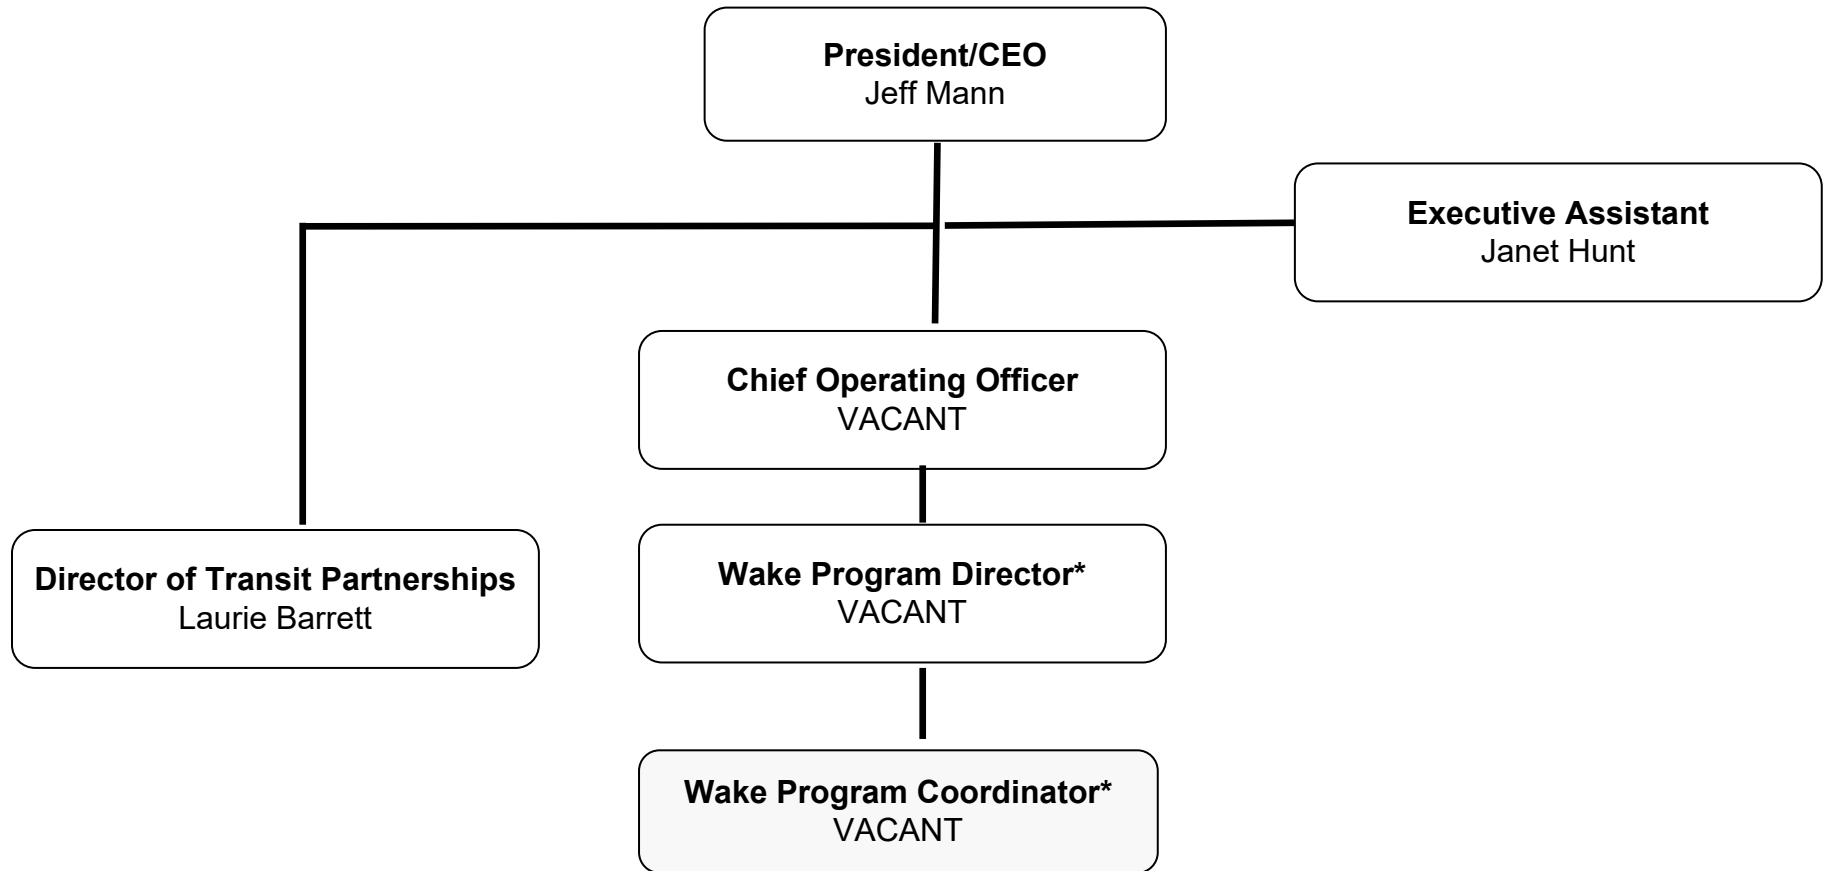 President/CEO
Jeff Mann
Executive Assistant
Janet Hunt
Chief Operating Officer
VACANT
Director of Transit Partnerships
Laurie Barrett
Wake Program Director*
VACANT
Wake Program Coordinator*
VACANT